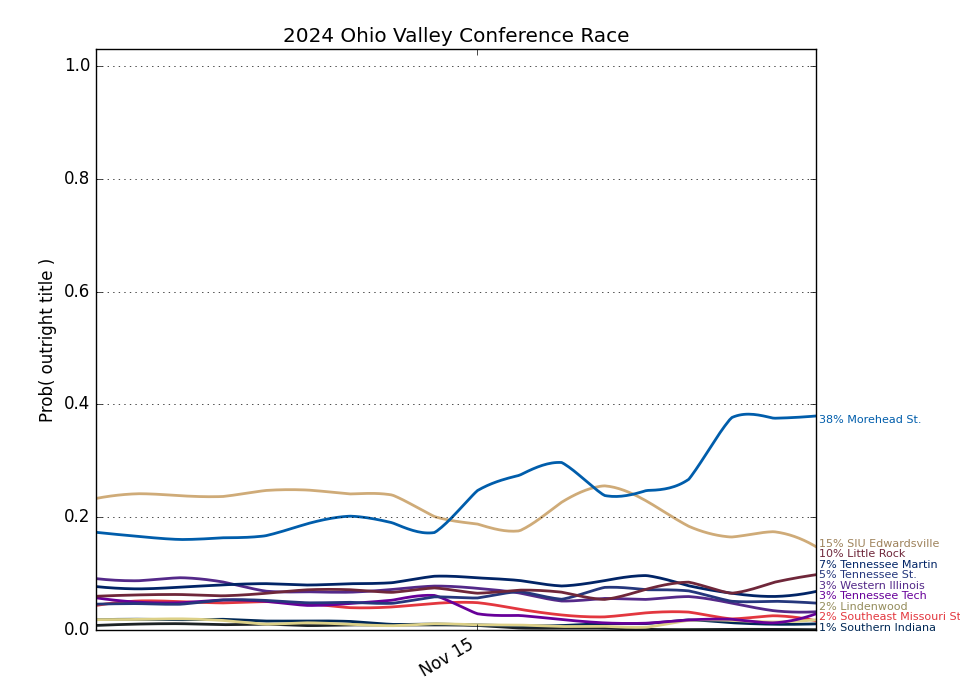 2024 Ohio Valley Conference Race
1.0
0.8
0.6
0.4
0.2
0.0
Prob( outright title )
Nov 15
38% Morehead St.
15% SIU Edwardsville
10% Little Rock
7% Tennessee Martin
5% Tennessee St.
3% Western Illinois
3% Tennessee Tech
2% Lindenwood
2% Southeast Missouri St
1% Southern Indiana